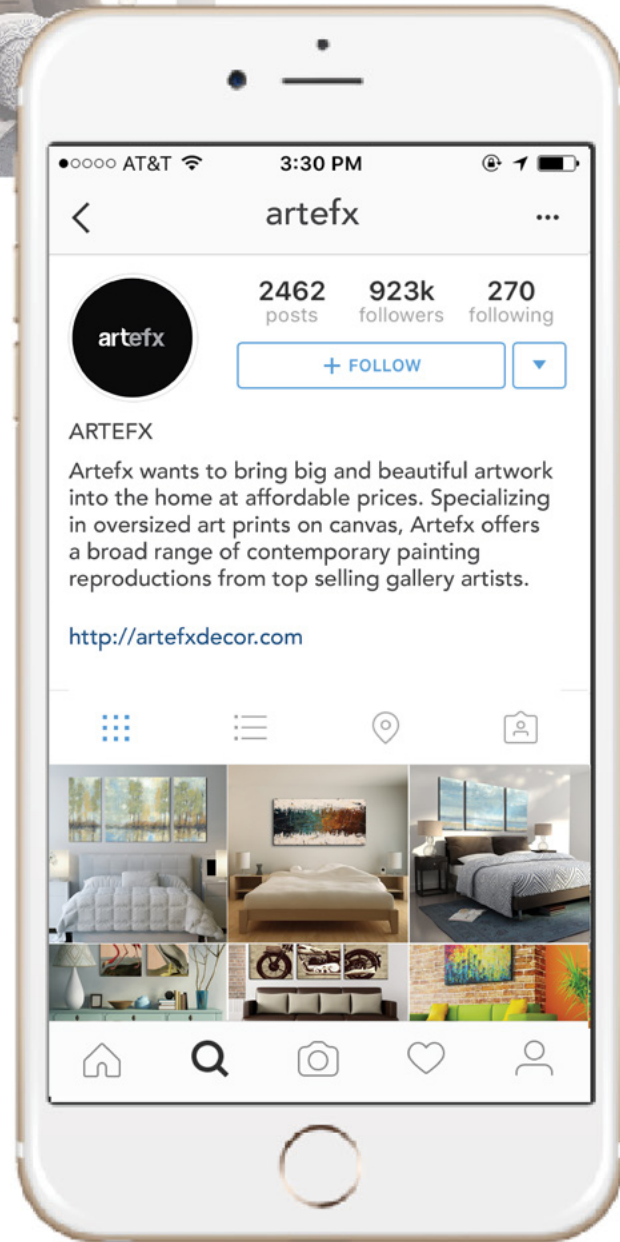 AT&T 3:30 PM
artefx
artefx
2462 923k 270
posts followers following
+ FOLLOW
ARTEFX
Artefx wants to bring big and beautiful artwork
into the home at affordable prices. Specializing
in oversized art prints on canvas, Artefx offers
a broad range of contemporary painting
reproductions from top selling gallery artists.
http://artefxdecor.com